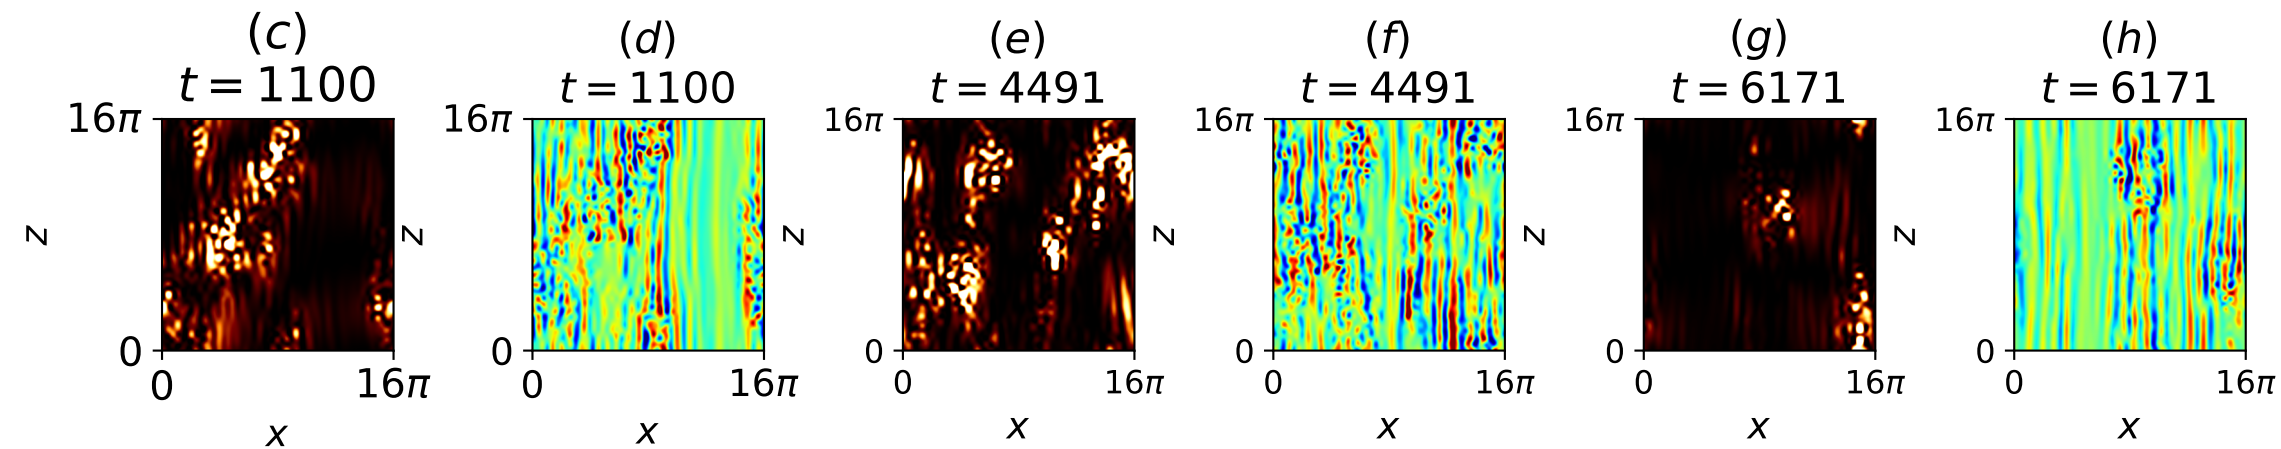 (c)
t = 1100
16π
z
0
0
16π
x
(d)
t = 1100
16π
z
0
0
16π
x
(e)
t = 4491
16π
z
0
0
16π
x
(f)
t = 4491
16π
z
0
0
16π
x
(g)
t = 6171
16π
z
0
0
16π
x
(h)
t = 6171
16π
z
0
0
16π
x